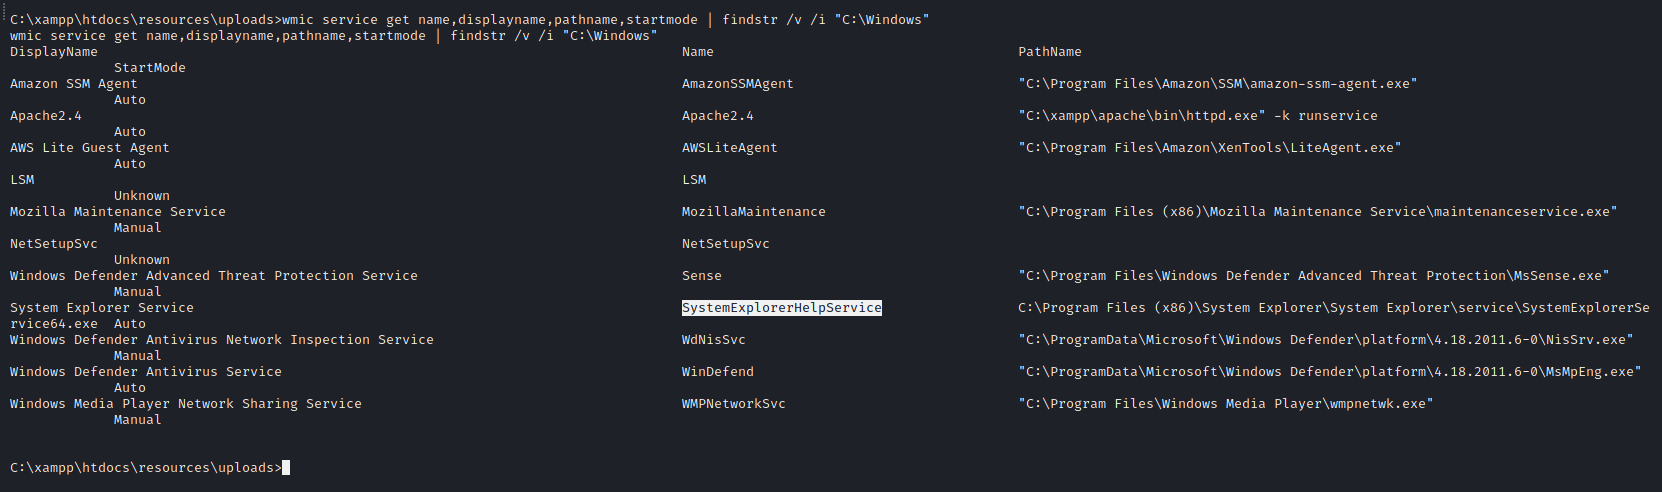 C:\xampp\htdocs\resources\uploads>wmic service get name,displayname,pathname,startmode | findstr /v /i "C:\Windows"
wmic service get name,displayname,pathname,startmode | findstr /v /i "C:\Windows"
DisplayName Name PathName
StartMode
Amazon SSM Agent AmazonSSMAgent "C:\Program Files\Amazon\SSM\amazon-ssm-agent.exe"
Auto
Apache2.4 Apache2.4 "C:\xampp\apache\bin\httpd.exe" -k runservice
Auto
AWS Lite Guest Agent AWSLiteAgent "C:\Program Files\Amazon\XenTools\LiteAgent.exe"
Auto
LSM LSM
Unknown
Mozilla Maintenance Service MozillaMaintenance "C:\Program Files (x86)\Mozilla Maintenance Service\maintenanceservice.exe"
Manual
NetSetupSvc NetSetupSvc
Unknown
Windows Defender Advanced Threat Protection Service Sense "C:\Program Files\Windows Defender Advanced Threat Protection\MsSense.exe"
Manual
System Explorer Service SystemExplorerHelpService C:\Program Files (x86)\System Explorer\System Explorer\service\SystemExplorerSe
rvice64.exe Auto
Windows Defender Antivirus Network Inspection Service WdNisSvc "C:\ProgramData\Microsoft\Windows Defender\platform\4.18.2011.6-0\NisSrv.exe"
Manual
Windows Defender Antivirus Service WinDefend "C:\ProgramData\Microsoft\Windows Defender\platform\4.18.2011.6-0\MsMpEng.exe"
Auto
Windows Media Player Network Sharing Service WMPNetworkSvc "C:\Program Files\Windows Media Player\wmpnetwk.exe"
Manual
C:\xampp\htdocs\resources\uploads>